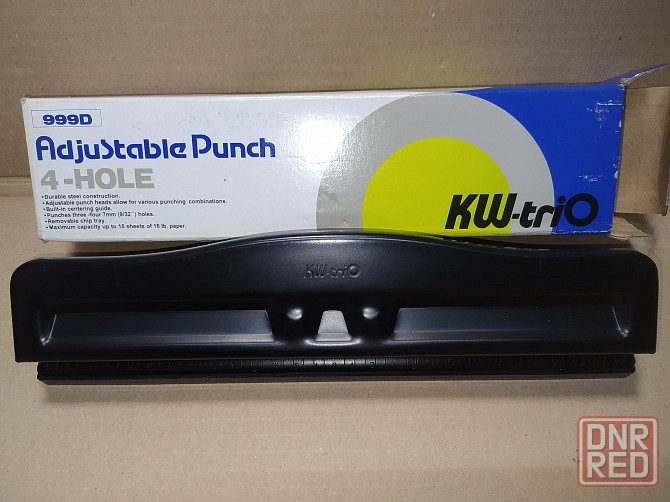 999D
AdjuStable Punch
4-HOLE
•Durable steel construction.
•Adjustable punch heads allow for various punching combinations.
•Built-in centering guide.
•Punches three -four 7mm (9/32") holes.
•Removable chip tray.
•Maximum capacity up to 10 sheets of 16 lb. paper.
KW-triO
KW-triO
DNR
RED